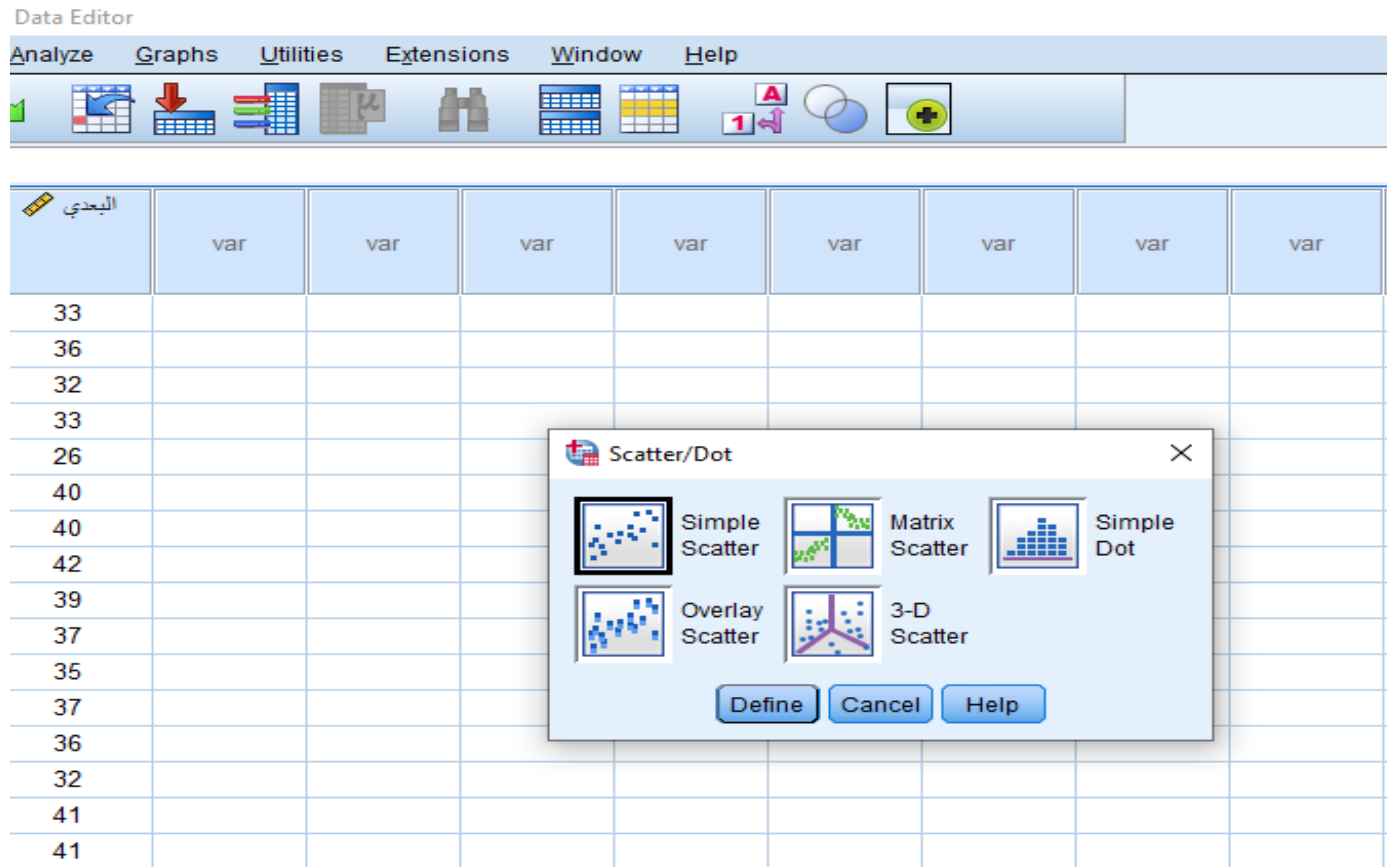 Data Editor
Analyze Graphs Utilities Extensions Window Help
A
1
μ
البعدي
var var var var var var var var
33
36
32
33
26
40
40
42
39
37
35
37
36
32
41
41
Scatter/Dot
Simple Scatter
Matrix Scatter
Simple Dot
Overlay Scatter
3-D Scatter
Define Cancel Help